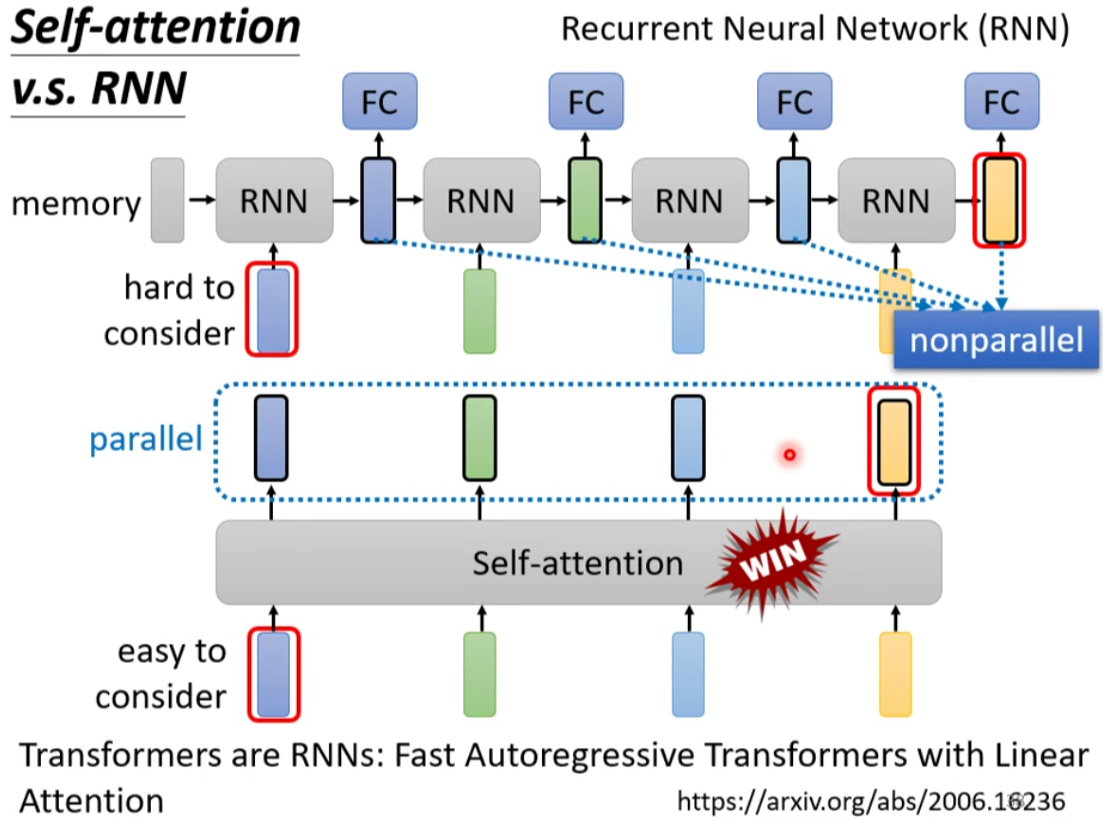 Self-attention
v.s. RNN
Recurrent Neural Network (RNN)
FC FC FC FC
memory RNN RNN RNN RNN
hard to
consider
nonparallel
parallel
Self-attention WIN
easy to
consider
Transformers are RNNs: Fast Autoregressive Transformers with Linear
Attention
https://arxiv.org/abs/2006.16236